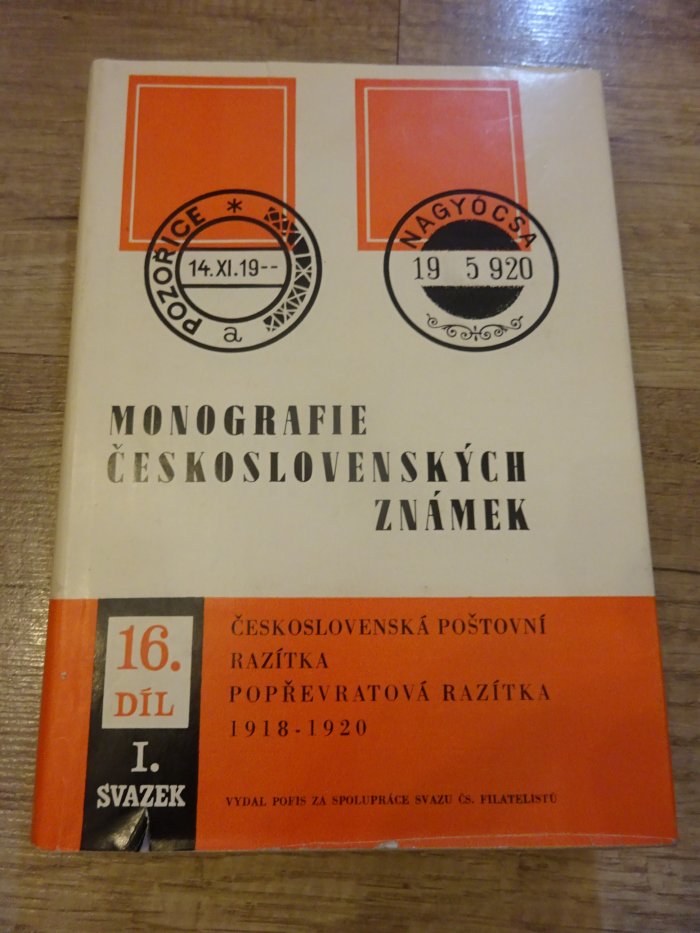 POZOŘICE *
14.XI.19--
a
NAGYÓCSA
19 5 920
MONOGRAFIE
ČESKOSLOVENSKÝCH
ZNÁMEK
16.
DÍL
I.
SVAZEK
ČESKOSLOVENSKÁ POŠTOVNÍ
RAZÍTKA
POPŘEVRATOVÁ RAZÍTKA
1918-1920
VYDAL POFIS ZA SPOLUPRÁCE SVAZU ČS. FILATELISTŮ